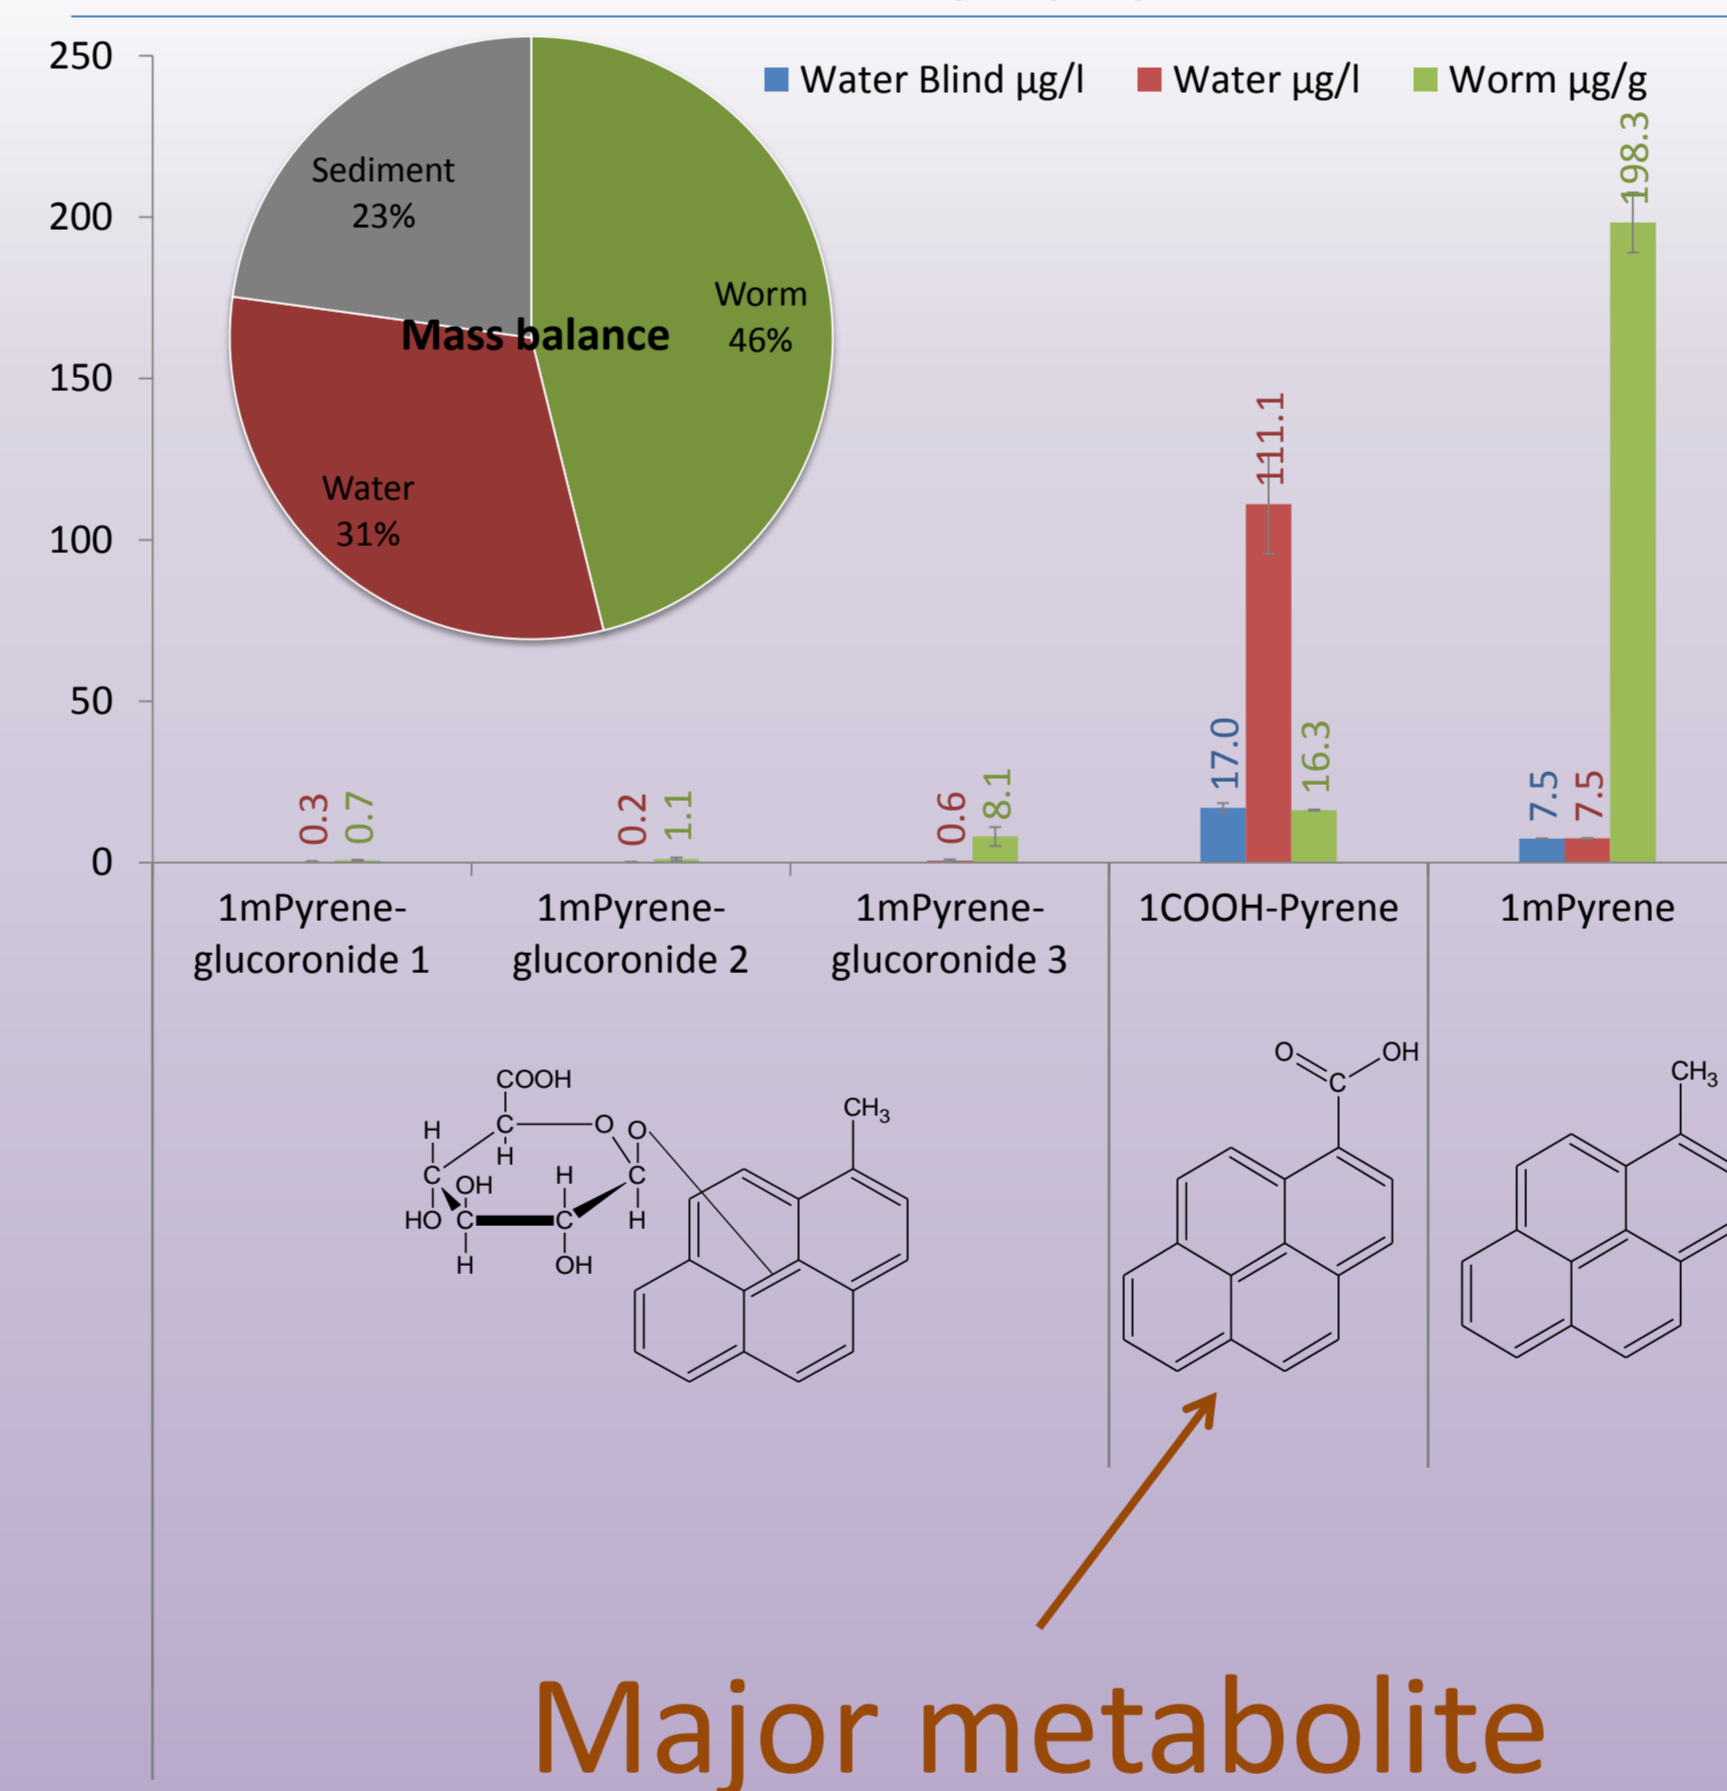 250
200
150
100
50
0
Water Blind µg/l
Water µg/l
Worm µg/g
Sediment
23%
Worm
46%
Mass balance
Water
31%
0.3
0.7
0.2
1.1
0.6
8.1
17.0
111.1
16.3
7.5
7.5
198.3
1mPyrene-
glucoronide 1
1mPyrene-
glucoronide 2
1mPyrene-
glucoronide 3
1COOH-Pyrene
1mPyrene
COOH
H
C
O
O
H
C
OH
H
C
HO
C
C
H
H
OH
CH3
O
OH
C
CH3
Major metabolite